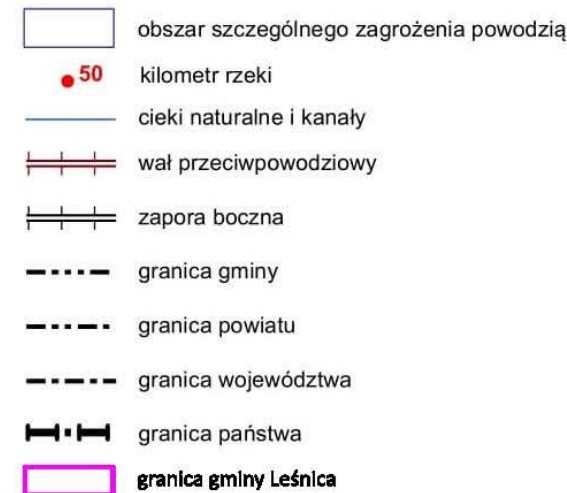 obszar szczególnego zagrożenia powodzią
50 kilometr rzeki
cieki naturalne i kanały
wał przeciwpowodziowy
zapora boczna
granica gminy
granica powiatu
granica województwa
granica państwa
granica gminy Leśnica